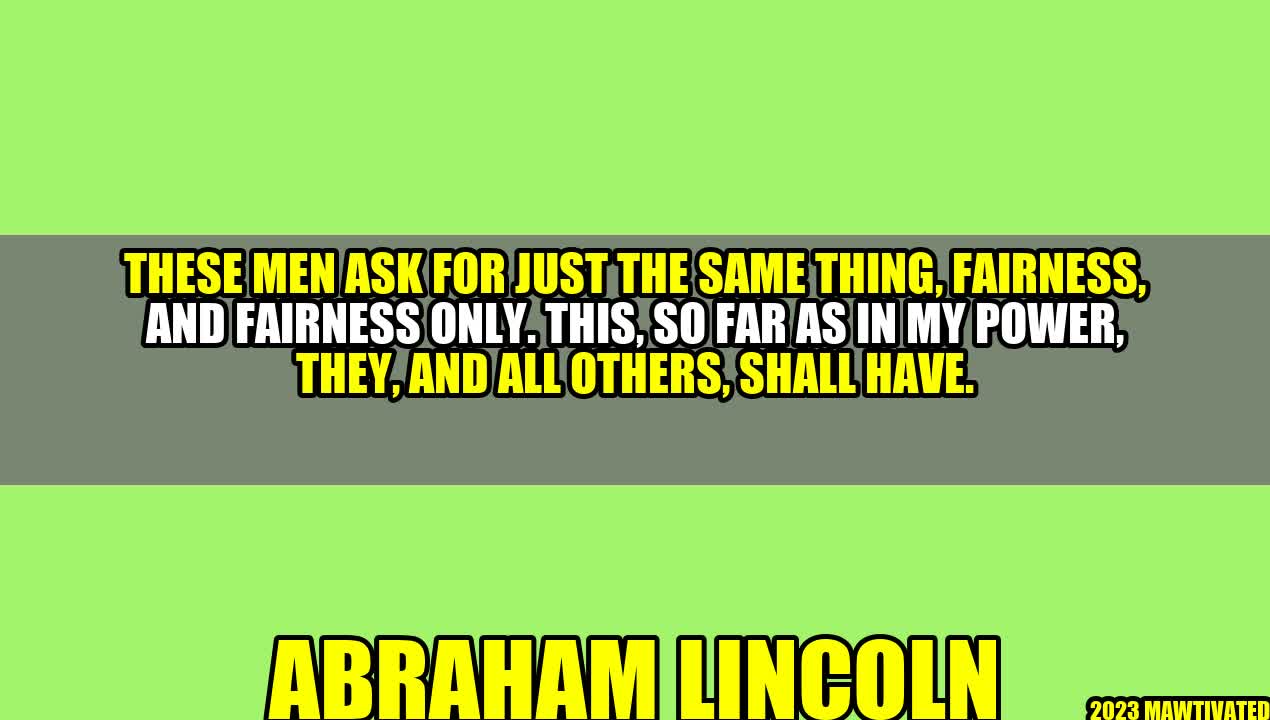 THESE MEN ASK FOR JUST THE SAME THING, FAIRNESS,
AND FAIRNESS ONLY. THIS, SO FAR AS IN MY POWER,
THEY, AND ALL OTHERS, SHALL HAVE.
ABRAHAM LINCOLN
2023 MAWTIVATED